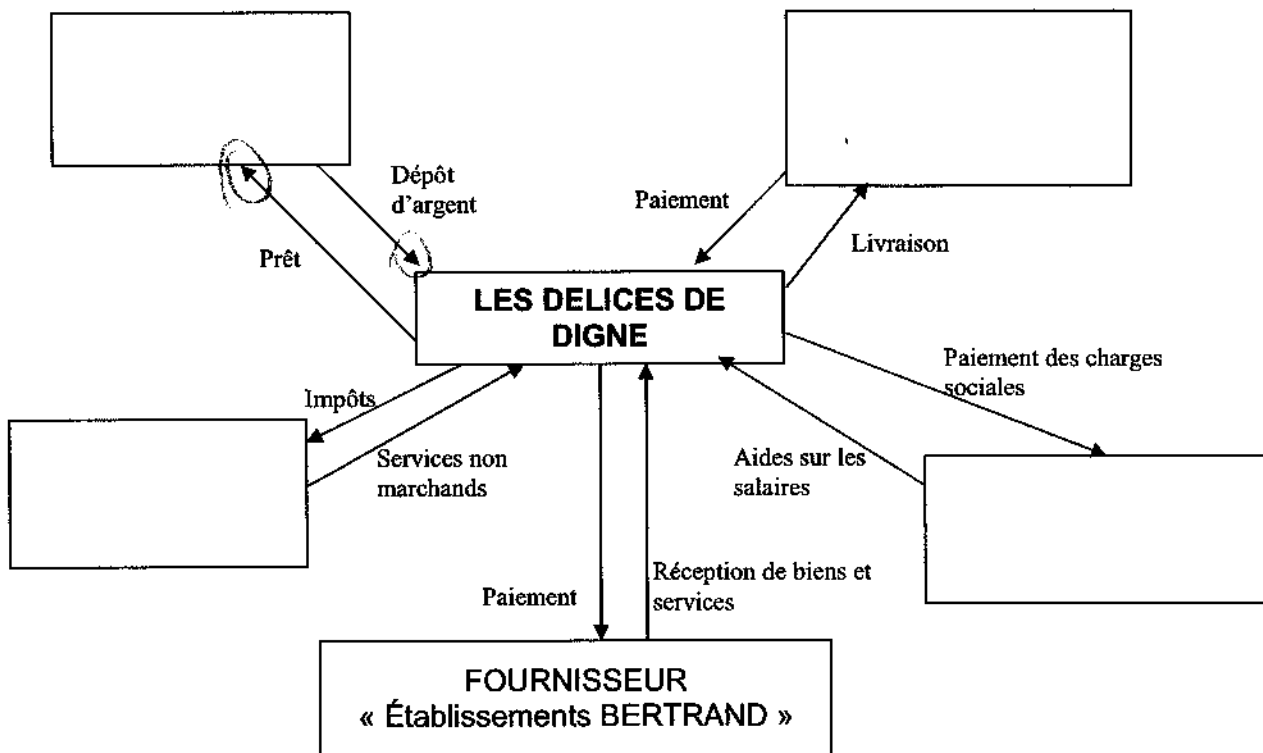 Dépôt
d'argent
Paiement
Livraison
Prêt
LES DELICES DE
DIGNE
Paiement des charges
sociales
Impôts
Services non
marchands
Aides sur les
salaires
Paiement
Réception de biens et
services
FOURNISSEUR
« Établissements BERTRAND »